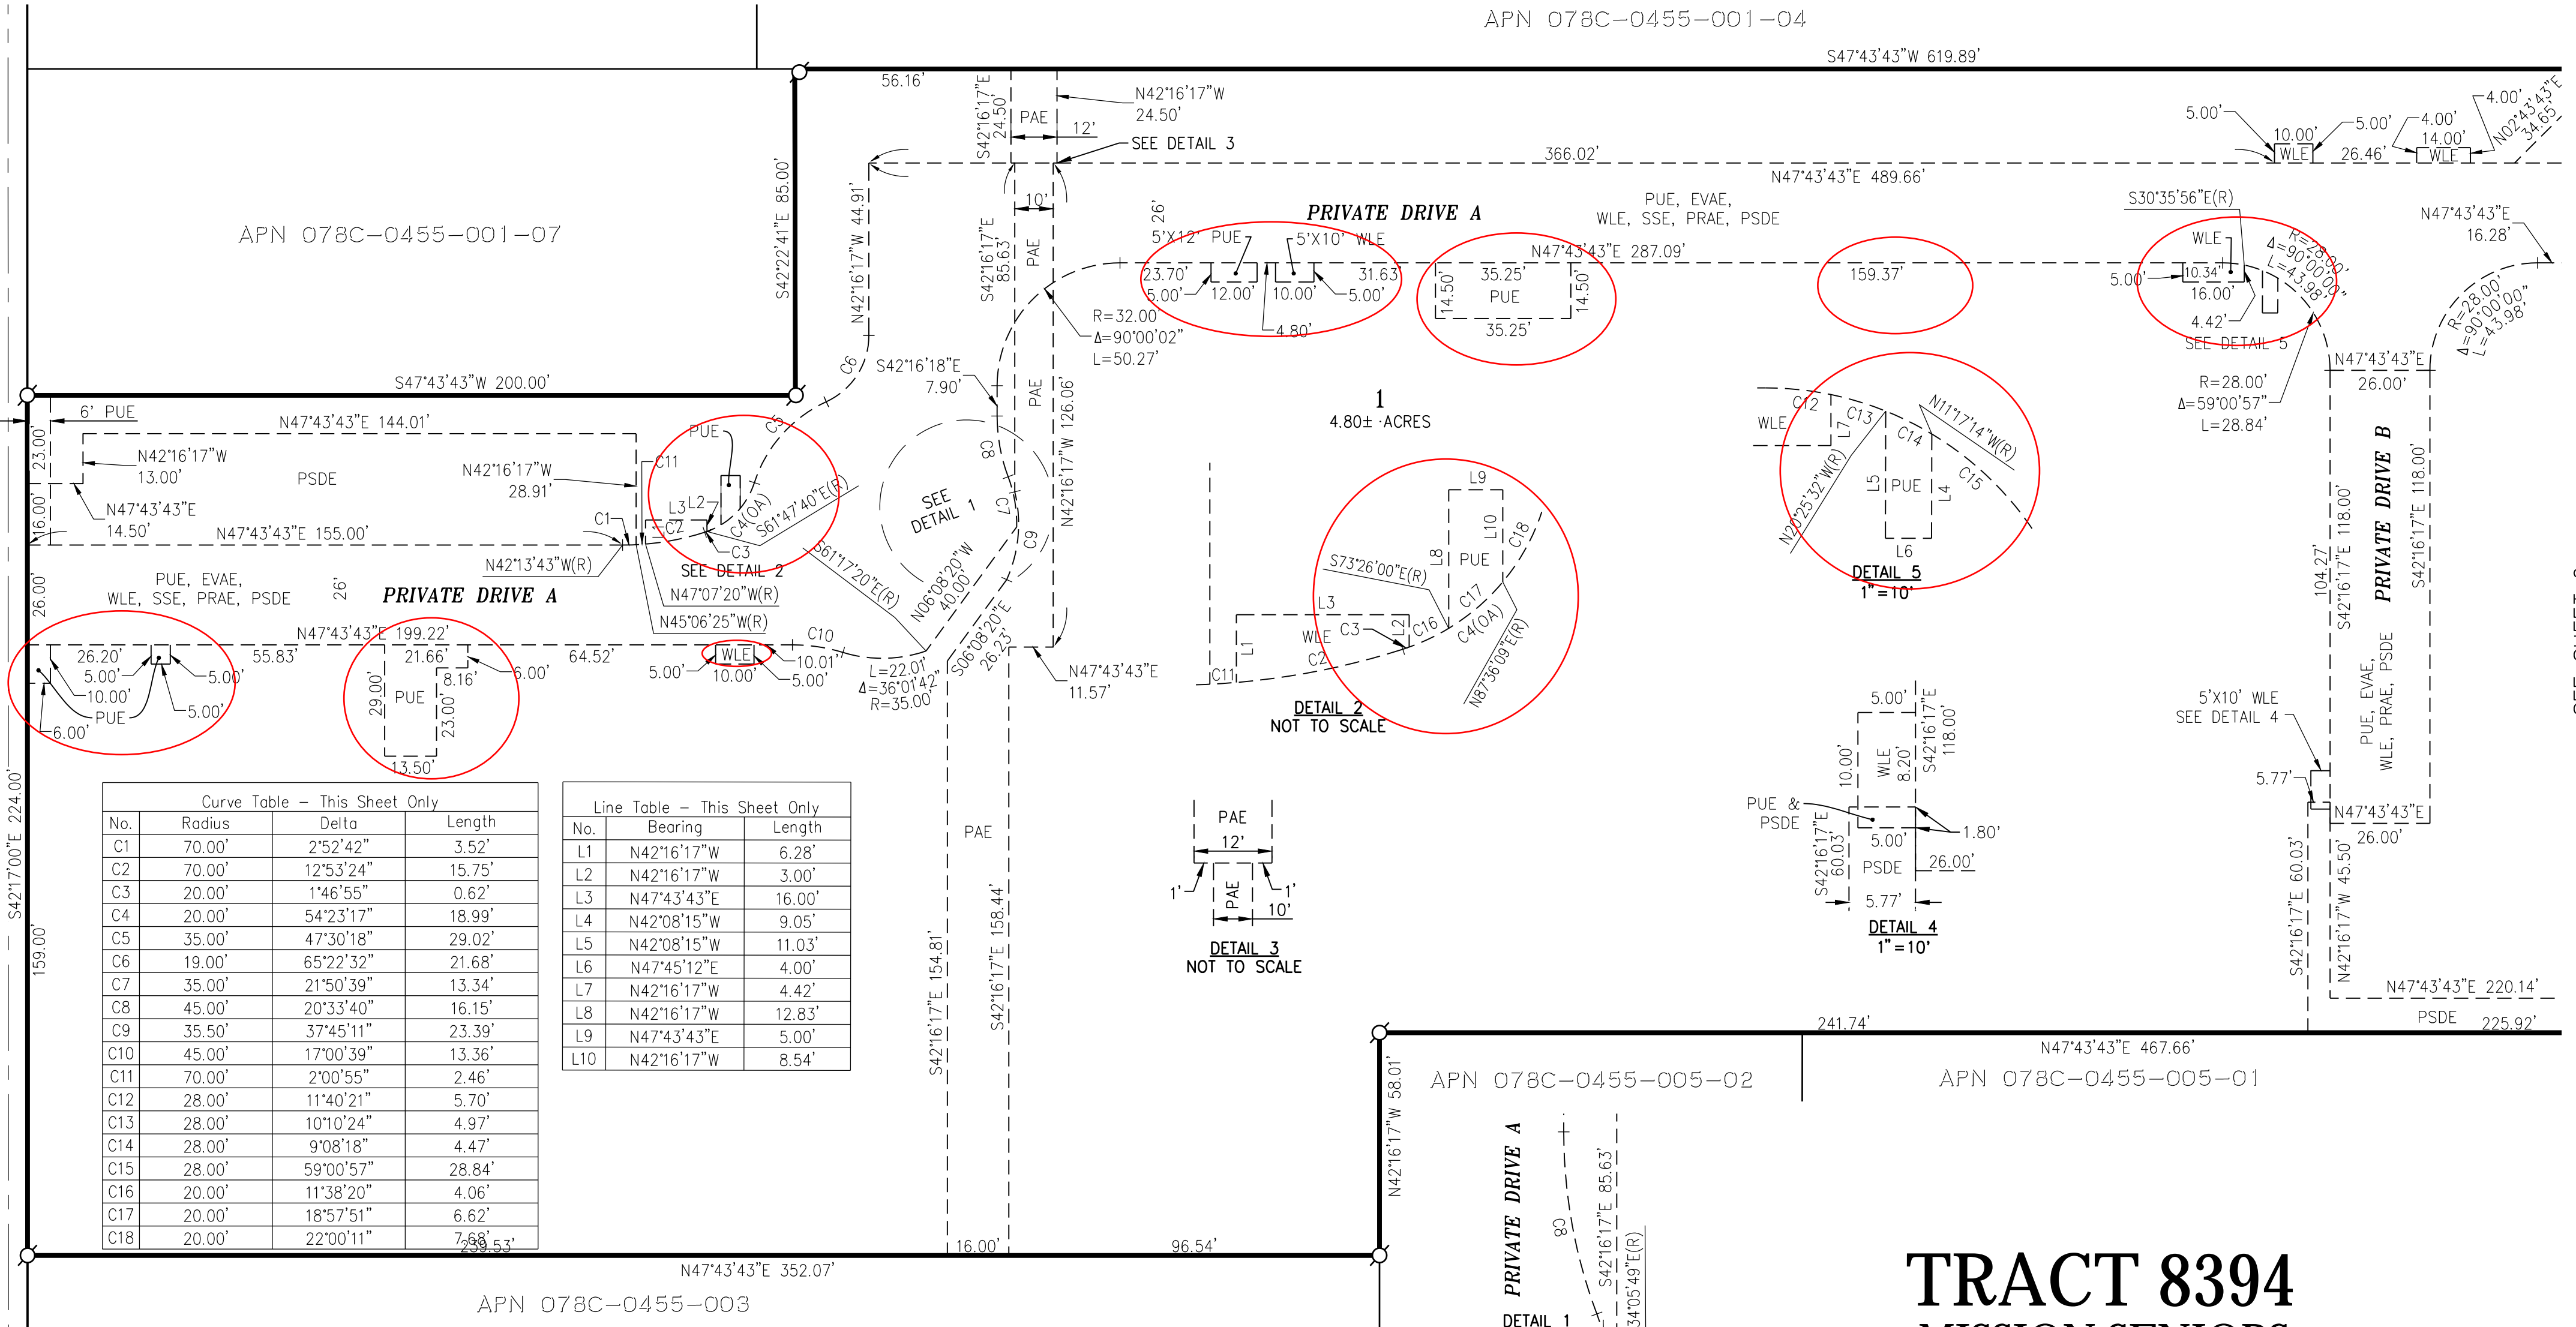 APN 078C-0455-001-04
S47°43'43"W 619.89'
56.16'
S42°16'17"E
24.50'
PAE
N42°16'17"W
24.50'
12'
SEE DETAIL 3
5.00'
10.00'
5.00'
WLE
26.46'
4.00'
14.00'
4.00'
WLE
N02°43'43"E
34.65'
366.02'
N47°43'43"E 489.66'
APN 078C-0455-001-07
S42°22'41"E 85.00'
N42°16'17"W 44.91'
S42°16'17"E
85.63'
10'
PAE
26'
PRIVATE DRIVE A
PUE, EVAE,
WLE, SSE, PRAE, PSDE
S30°35'56"E(R)
N47°43'43"E
16.28'
5'X12' PUE
5'X10' WLE
N47°43'43"E 287.09'
WLE
R=28.00'
Δ=90°00'00"
L=43.98'
23.70'
31.63'
35.25'
159.37'
10.34'
5.00'
5.00'
12.00'
10.00'
5.00'
14.50'
PUE
14.50'
16.00'
4.80'
35.25'
4.42'
SEE DETAIL 5
R=28.00'
Δ=90°00'00"
L=43.98'
R=32.00'
Δ=90°00'02"
L=50.27'
C6
S42°16'18"E
7.90'
PAE
N42°16'17"W 126.06'
N47°43'43"E
26.00'
R=28.00'
Δ=59°00'57"
L=28.84'
S47°43'43"W 200.00'
6' PUE
N47°43'43"E 144.01'
1
4.80± ·ACRES
C12
C13
WLE
L7
C14
N11°17'14"W(R)
N20°25'32"W(R)
L5
PUE
L4
C15
L6
DETAIL 5
1"=10'
23.00'
N42°16'17"W
13.00'
PSDE
N42°16'17"W
28.91'
C11
PUE
C5
C8
16.00'
N47°43'43"E
14.50'
N47°43'43"E 155.00'
C1
L3
L2
C2
C4(OA)
C3
S61°47'40"E(R)
SEE DETAIL 2
SEE
DETAIL 1
C7
C9
N42°13'43"W(R)
N47°07'20"W(R)
N45°06'25"W(R)
S61°17'20"E(R)
N06°08'20"W
40.00'
S06°08'20"E
26.23'
L9
L10
L8
PUE
C18
S73°26'00"E(R)
C17
L3
WLE
C3
L2
C16
C4(OA)
L1
C2
C11
N87°36'09"E(R)
DETAIL 2
NOT TO SCALE
104.27'
S42°16'17"E 118.00'
PRIVATE DRIVE B
S42°16'17"E 118.00'
PUE, EVAE,
WLE, PRAE, PSDE
26.00'
PUE, EVAE,
WLE, SSE, PRAE, PSDE
26'
PRIVATE DRIVE A
N47°43'43"E 199.22'
C10
26.20'
5.00'
5.00'
10.00'
PUE
5.00'
6.00'
55.83'
21.66'
6.00'
8.16'
29.00'
PUE
23.00'
13.50'
64.52'
WLE
10.01'
5.00'
10.00'
5.00'
L=22.01'
Δ=36°01'42"
R=35.00'
N47°43'43"E
11.57'
5'X10' WLE
SEE DETAIL 4
5.77'
N47°43'43"E
26.00'
5.00'
S42°16'17"E
118.00'
10.00'
WLE
8.20'
PUE &
PSDE
1.80'
5.00'
S42°16'17"E
60.03'
PSDE
26.00'
5.77'
DETAIL 4
1"=10'
S42°17'00"E 224.00'
159.00'
Curve Table - This Sheet Only
No. Radius Delta Length
C1 70.00' 2°52'42" 3.52'
C2 70.00' 12°53'24" 15.75'
C3 20.00' 1°46'55" 0.62'
C4 20.00' 54°23'17" 18.99'
C5 35.00' 47°30'18" 29.02'
C6 19.00' 65°22'32" 21.68'
C7 35.00' 21°50'39" 13.34'
C8 45.00' 20°33'40" 16.15'
C9 35.50' 37°45'11" 23.39'
C10 45.00' 17°00'39" 13.36'
C11 70.00' 2°00'55" 2.46'
C12 28.00' 11°40'21" 5.70'
C13 28.00' 10°10'24" 4.97'
C14 28.00' 9°08'18" 4.47'
C15 28.00' 59°00'57" 28.84'
C16 20.00' 11°38'20" 4.06'
C17 20.00' 18°57'51" 6.62'
C18 20.00' 22°00'11" 7.68'
Line Table - This Sheet Only
No. Bearing Length
L1 N42°16'17"W 6.28'
L2 N42°16'17"W 3.00'
L3 N47°43'43"E 16.00'
L4 N42°08'15"W 9.05'
L5 N42°08'15"W 11.03'
L6 N47°45'12"E 4.00'
L7 N42°16'17"W 4.42'
L8 N42°16'17"W 12.83'
L9 N47°43'43"E 5.00'
L10 N42°16'17"W 8.54'
PAE
S42°16'17"E 154.81'
S42°16'17"E 158.44'
PAE
12'
1'
1'
PAE
10'
DETAIL 3
NOT TO SCALE
S42°16'17"E 60.03'
N42°16'17"W 45.50'
N47°43'43"E 220.14'
PSDE
225.92'
241.74'
N47°43'43"E 467.66'
N42°16'17"W 58.01'
APN 078C-0455-005-02
APN 078C-0455-005-01
239.53'
16.00'
96.54'
N47°43'43"E 352.07'
APN 078C-0455-003
PRIVATE DRIVE A
C8
S42°16'17"E 85.63'
34°05'49"E(R)
DETAIL 1
TRACT 8394
MISSION SENIORS